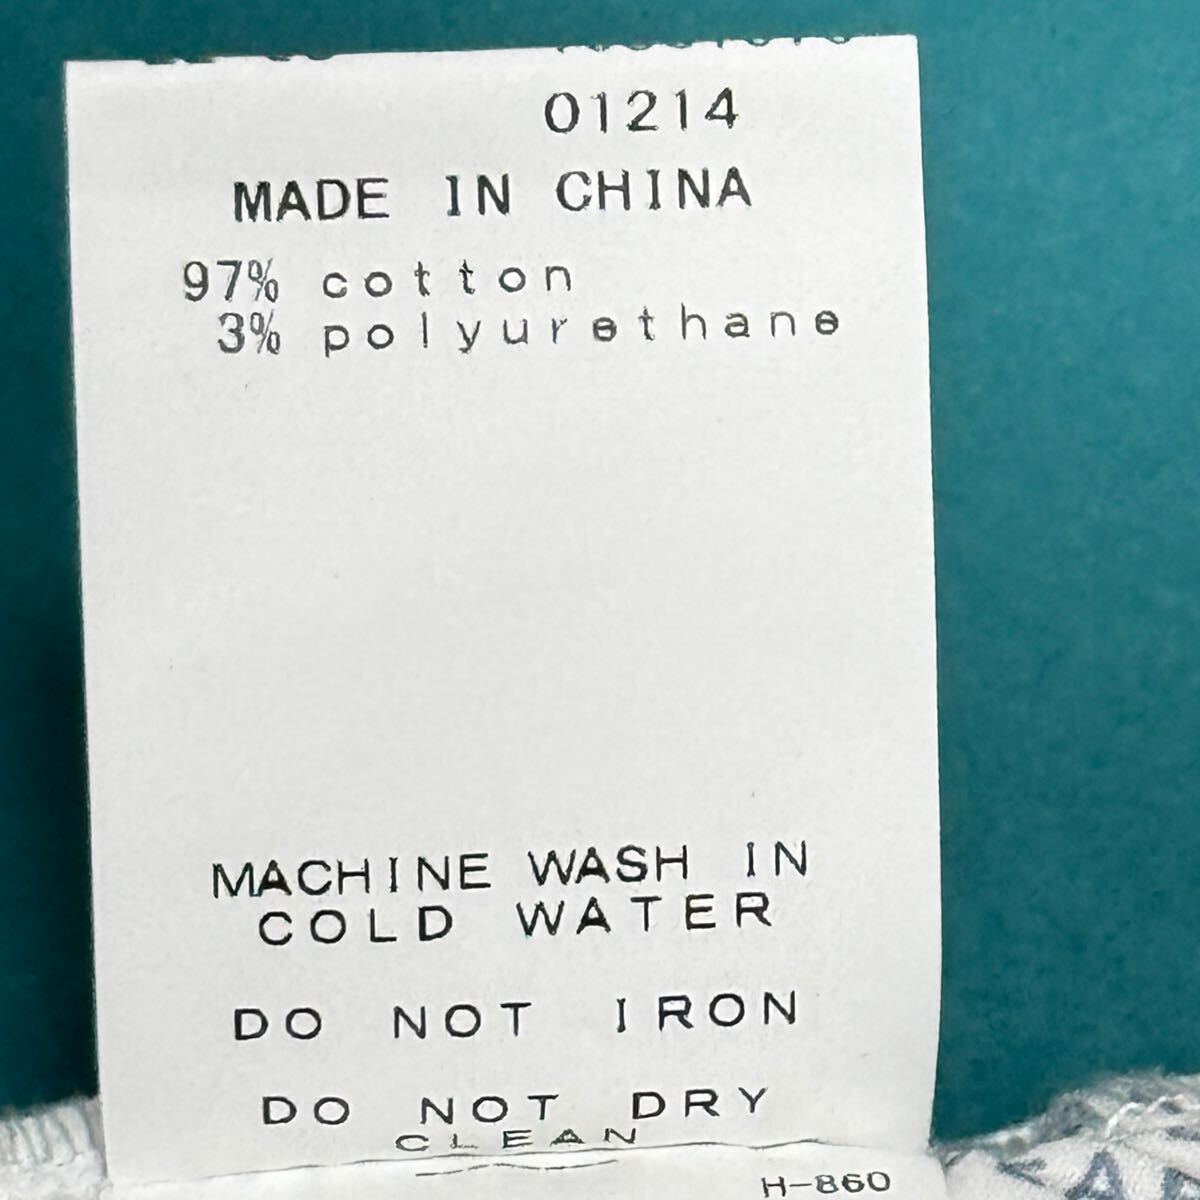 01214
MADE IN CHINA
97% cotton
3% polyurethane
MACHINE WASH IN
COLD WATER
DO NOT IRON
DO NOT DRY
CLEAN
H-860